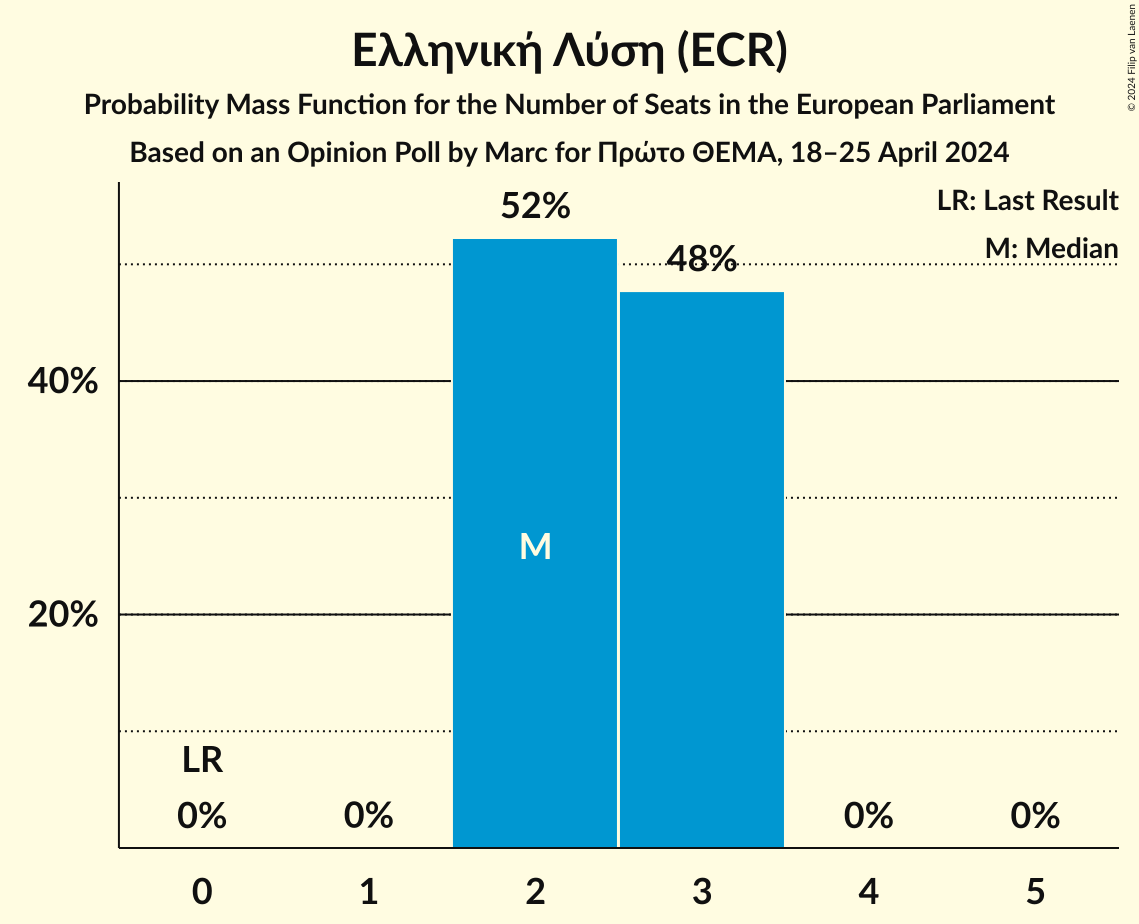 Ελληνική Λύση (ECR)
Probability Mass Function for the Number of Seats in the European Parliament
Based on an Opinion Poll by Marc for Πρώτο ΘΕΜΑ, 18–25 April 2024
© 2024 Filip van Laenen
LR: Last Result
M: Median
52%
48%
40%
M
20%
LR
0%
0%
0%
0%
0
1
2
3
4
5